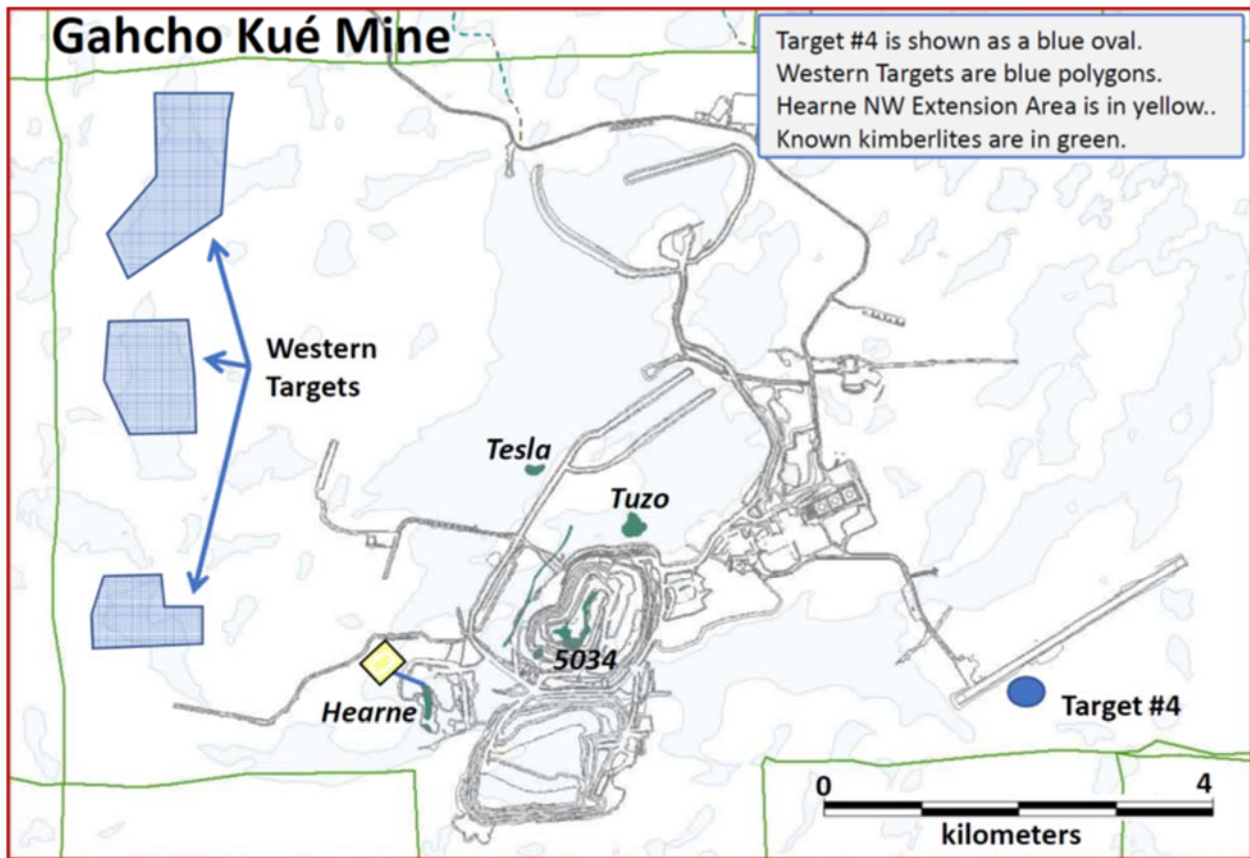 Gahcho Kué Mine
Target #4 is shown as a blue oval.
Western Targets are blue polygons.
Hearne NW Extension Area is in yellow..
Known kimberlites are in green.
Western
Targets
Tesla
Tuzo
5034
Hearne
Target #4
0 4
kilometers